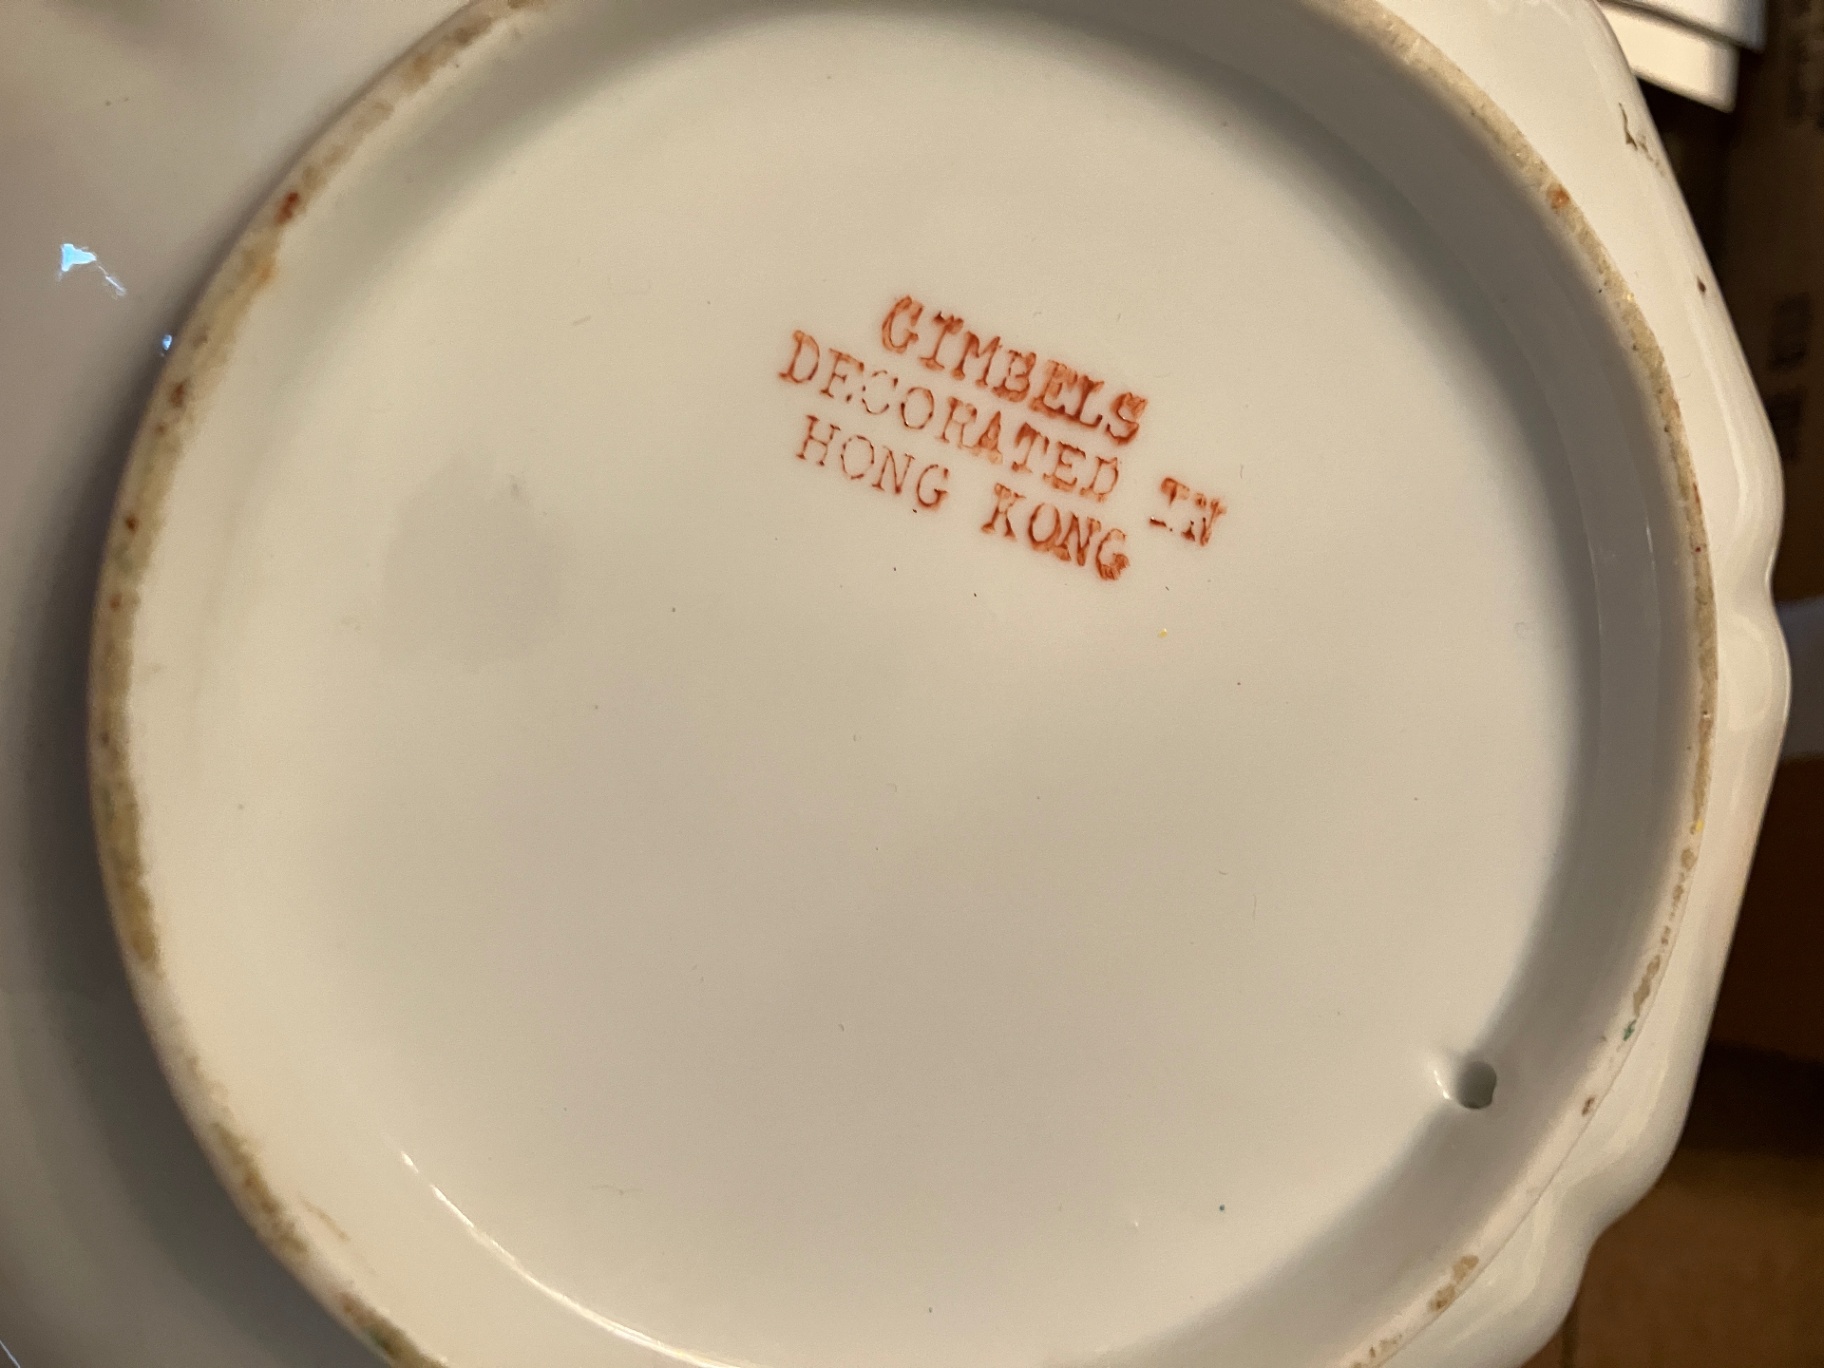 GIMBELS
DECORATED IN
HONG KONG